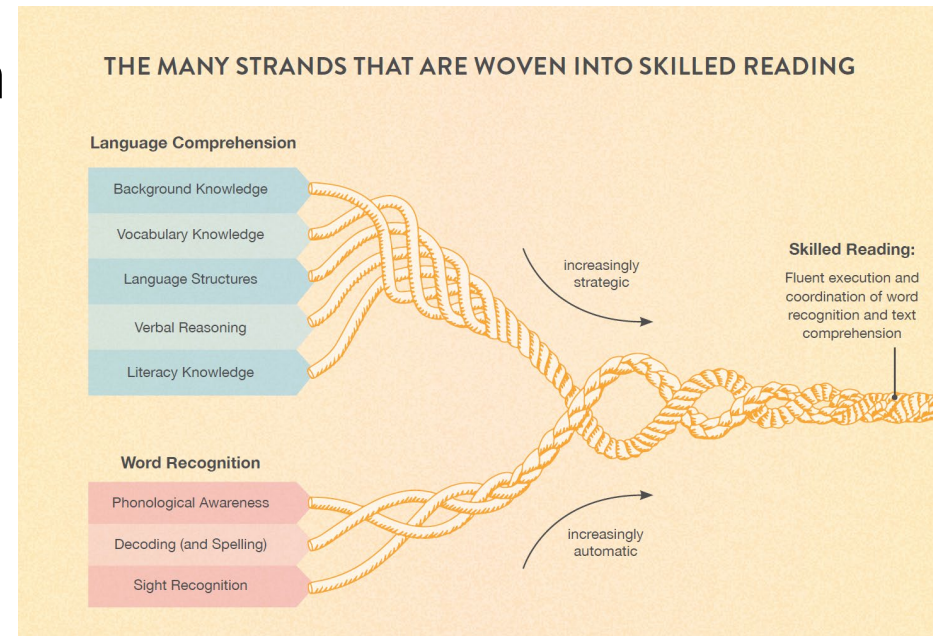 THE MANY STRANDS THAT ARE WOVEN INTO SKILLED READING
Language Comprehension
Background Knowledge
Vocabulary Knowledge
Language Structures
Verbal Reasoning
Literacy Knowledge
increasingly
strategic
Skilled Reading:
Fluent execution and
coordination of word
recognition and text
comprehension
Word Recognition
Phonological Awareness
Decoding (and Spelling)
Sight Recognition
increasingly
automatic